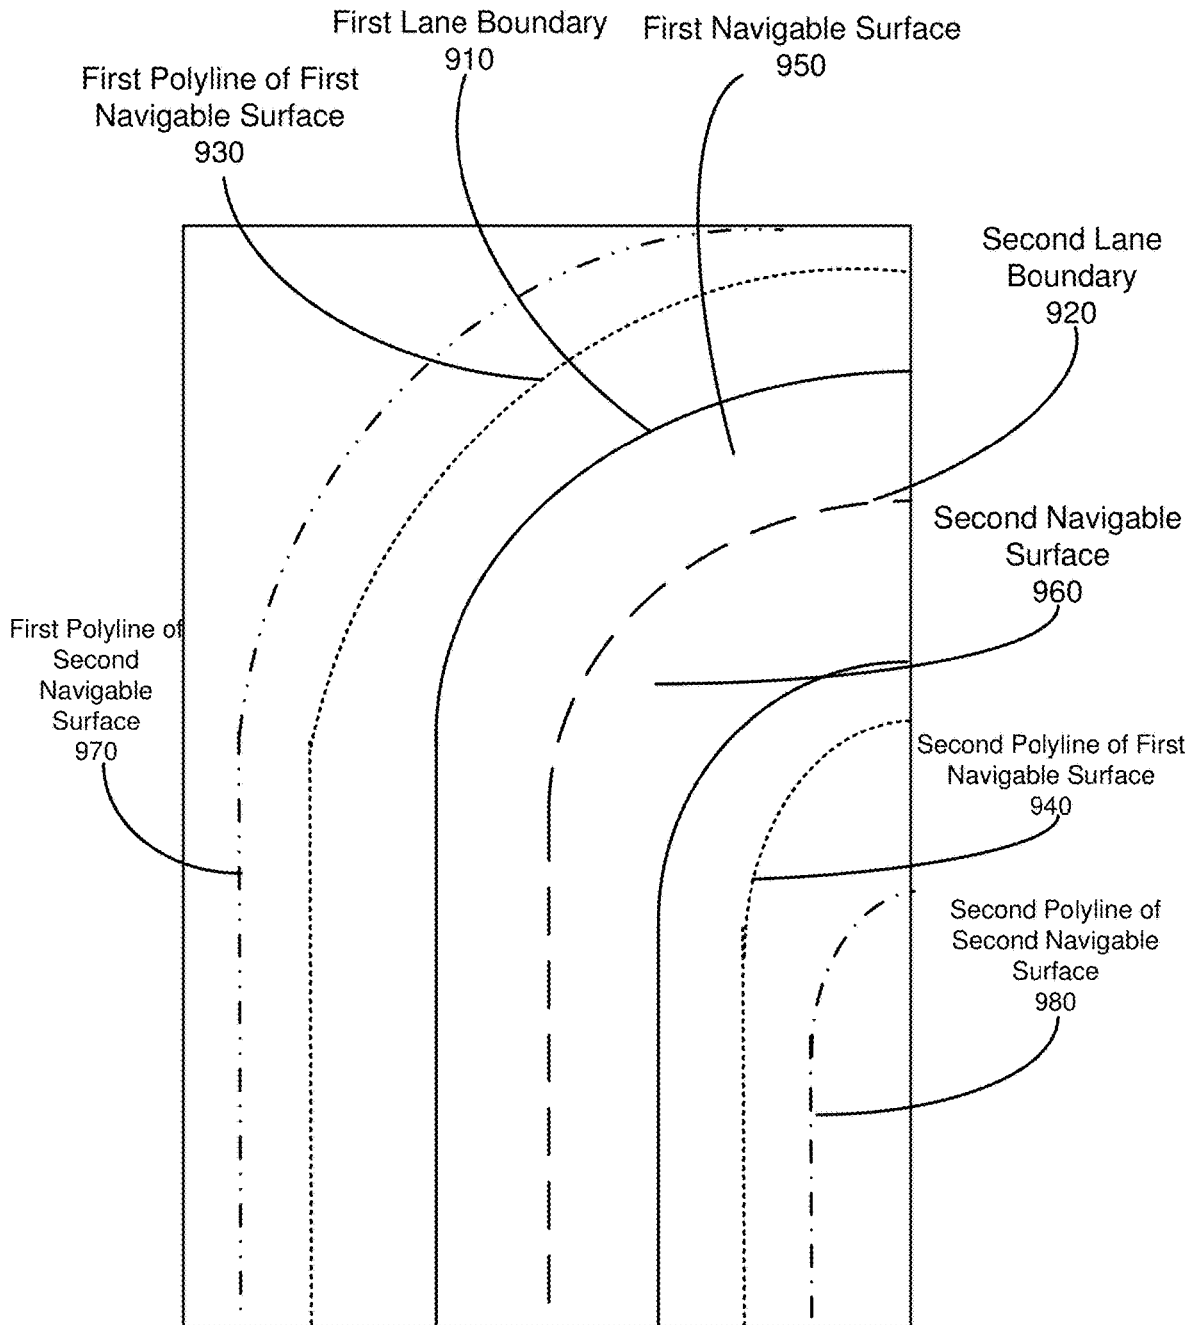 First Lane Boundary
910
First Navigable Surface
950
First Polyline of First
Navigable Surface
930
Second Lane
Boundary
920
Second Navigable
Surface
960
First Polyline of
Second
Navigable
Surface
970
Second Polyline of First
Navigable Surface
940
Second Polyline of
Second Navigable
Surface
980